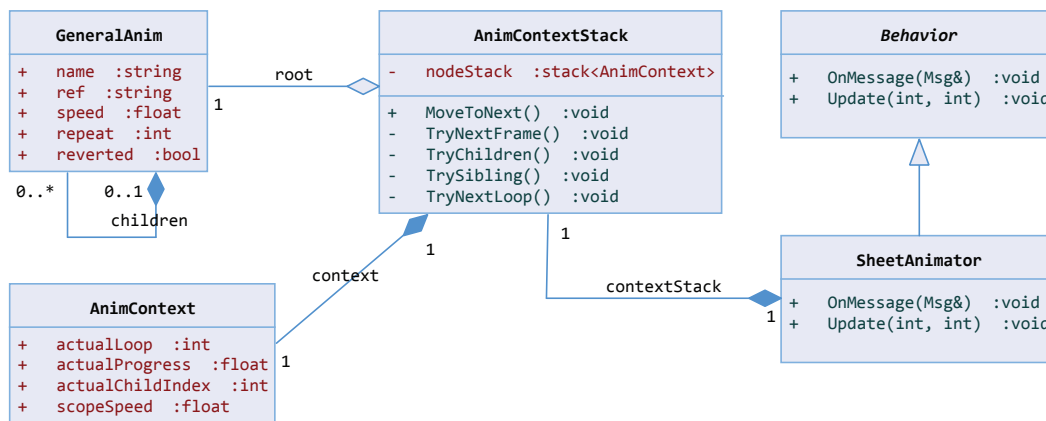 GeneralAnim
+ name :string
+ ref :string
+ speed :float
+ repeat :int
+ reverted :bool
0..* 0..1
children
root
1
AnimContextStack
- nodeStack :stack<AnimContext>
+ MoveToNext() :void
- TryNextFrame() :void
- TryChildren() :void
- TrySibling() :void
- TryNextLoop() :void
1
1
Behavior
+ OnMessage(Msg&) :void
+ Update(int, int) :void
context
contextStack
1
SheetAnimator
+ OnMessage(Msg&) :void
+ Update(int, int) :void
AnimContext
+ actualLoop :int
+ actualProgress :float
+ actualChildIndex :int
+ scopeSpeed :float
1